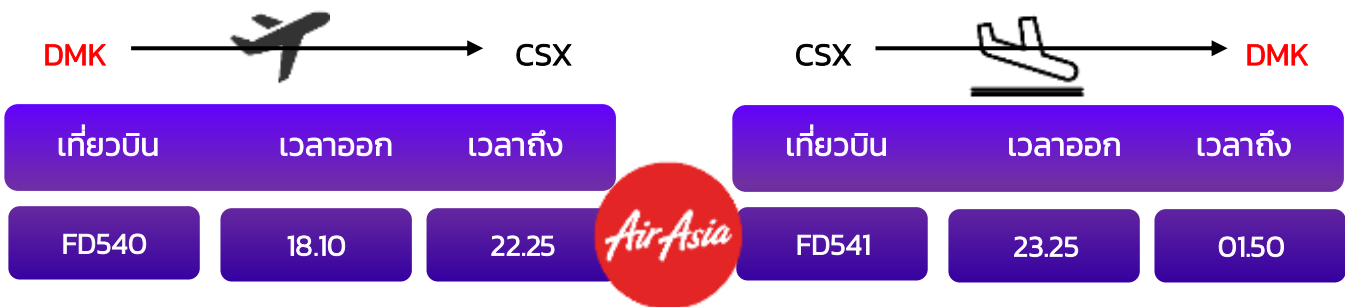 DMK CSX
เที่ยวบิน เวลาออก เวลาถึง
FD540 18.10 22.25
AirAsia
CSX DMK
เที่ยวบิน เวลาออก เวลาถึง
FD541 23.25 01.50